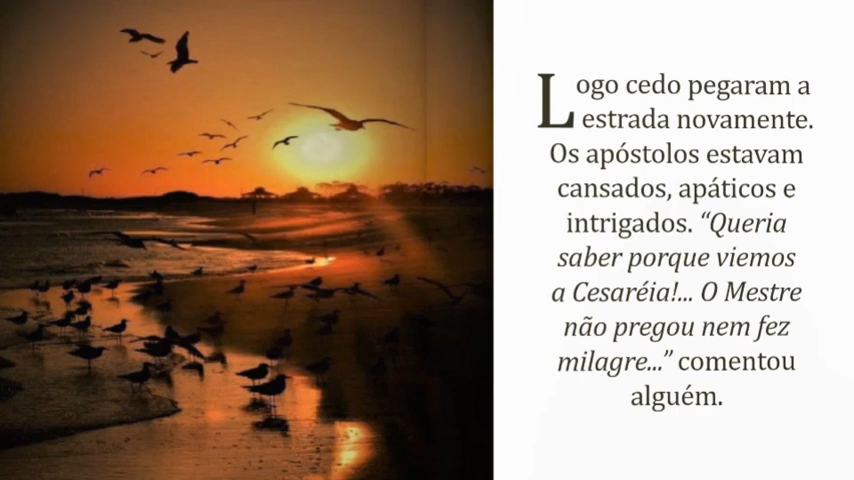 Logo cedo pegaram a
estrada novamente.
Os apóstolos estavam
cansados, apáticos e
intrigados. “Queria
saber porque viemos
a Cesaréia!... O Mestre
não pregou nem fez
milagre...” comentou
alguém.